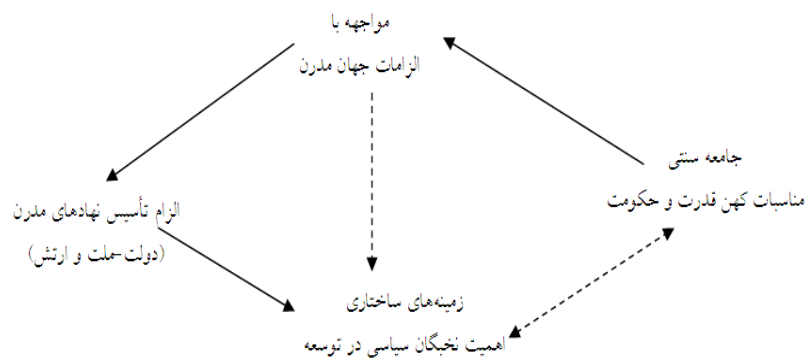 مواجهه با
الزامات جهان مدرن
جامعه سنتی
مناسبات کهن قدرت و حکومت
الزام تأسیس نهادهای مدرن
(دولت-ملت و ارتش)
زمینه‌های ساختاری
اهمیت نخبگان سیاسی در توسعه